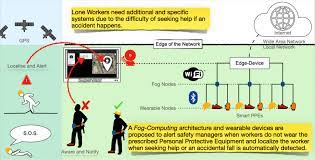 Lone Workers need additional and specific
systems due to the difficulty of seeking help if an
accident happens.
GPS
Internet
Wide Area Network
Local Network
Edge of the Network
Localise and Alert
Edge-Device
Fog Nodes
WiFi
Wearable Nodes
Bluetooth
Smart PPEs
S.O.S.
Aware and Notify
A Fog-Computing architecture and wearable devices are
proposed to alert safety managers when workers do not wear the
prescribed Personal Protective Equipment and localize the worker
when seeking help or an accidental fall is automatically detected.